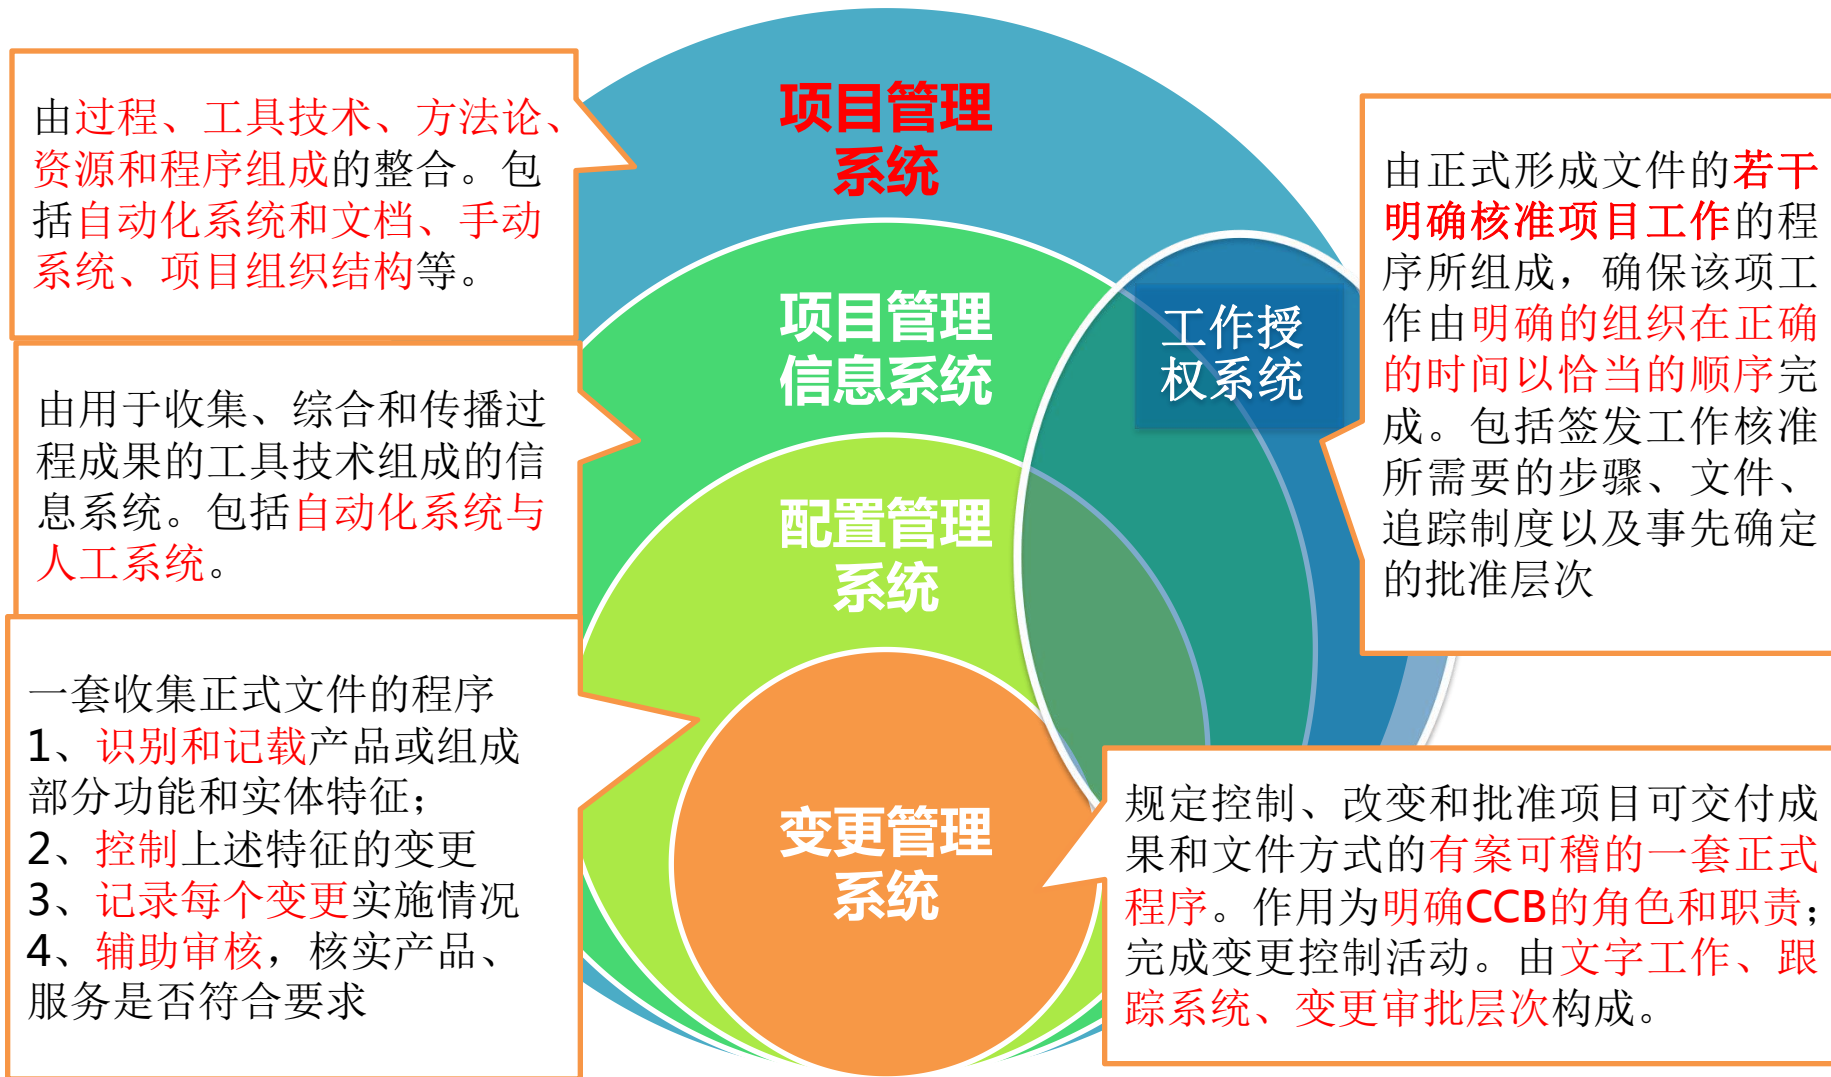 由过程、工具技术、方法论、
资源和程序组成的整合。包
括自动化系统和文档、手动
系统、项目组织结构等。
由用于收集、综合和传播过
程成果的工具技术组成的信
息系统。包括自动化系统与
人工系统。
一套收集正式文件的程序
1、识别和记载产品或组成
部分功能和实体特征；
2、控制上述特征的变更
3、记录每个变更实施情况
4、辅助审核，核实产品、
服务是否符合要求
项目管理
系统
项目管理
信息系统
配置管理
系统
变更管理
系统
工作授
权系统
由正式形成文件的若干
明确核准项目工作的程
序所组成，确保该项工
作由明确的组织在正确
的时间以恰当的顺序完
成。包括签发工作核准
所需要的步骤、文件、
追踪制度以及事先确定
的批准层次
规定控制、改变和批准项目可交付成
果和文件方式的有案可稽的一套正式
程序。作用为明确CCB的角色和职责；
完成变更控制活动。由文字工作、跟
踪系统、变更审批层次构成。